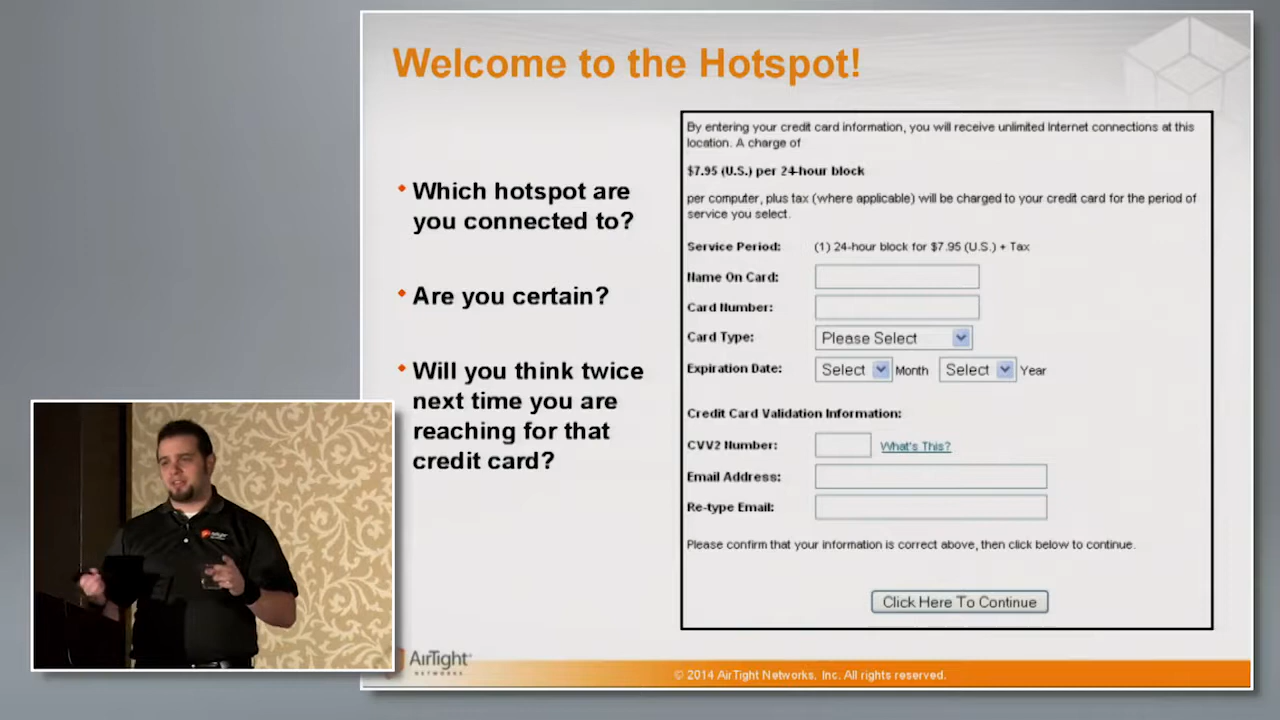 Welcome to the Hotspot!
Which hotspot are
you connected to?
Are you certain?
Will you think twice
next time you are
reaching for that
credit card?
By entering your credit card information, you will receive unlimited Internet connections at this
location. A charge of
$7.95 (U.S.) per 24-hour block
per computer, plus tax (where applicable) will be charged to your credit card for the period of
service you select.
Service Period: (1) 24-hour block for $7.95 (U.S.) + Tax
Name On Card:
Card Number:
Card Type: Please Select
Expiration Date: Select Month Select Year
Credit Card Validation Information:
CVV2 Number: What's This?
Email Address:
Re-type Email:
Please confirm that your information is correct above, then click below to continue.
Click Here To Continue
AirTight
AirTight
NETWORKS
© 2014 AirTight Networks, Inc. All rights reserved.